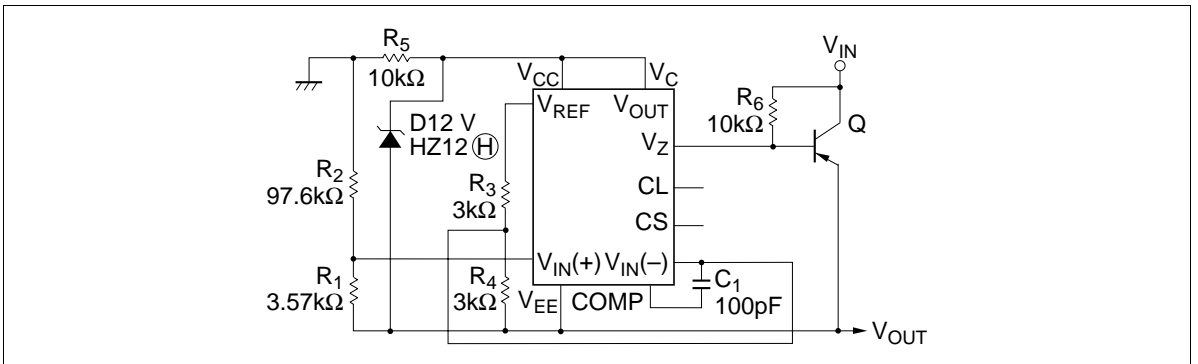 R5
10kΩ
VCC
VC
VIN
VREF
VOUT
R6
10kΩ
Q
D12 V
HZ12 Ⓗ
VZ
R2
97.6kΩ
R3
3kΩ
CL
CS
VIN(+)
VIN(−)
R1
3.57kΩ
R4
3kΩ
C1
100pF
VEE
COMP
VOUT